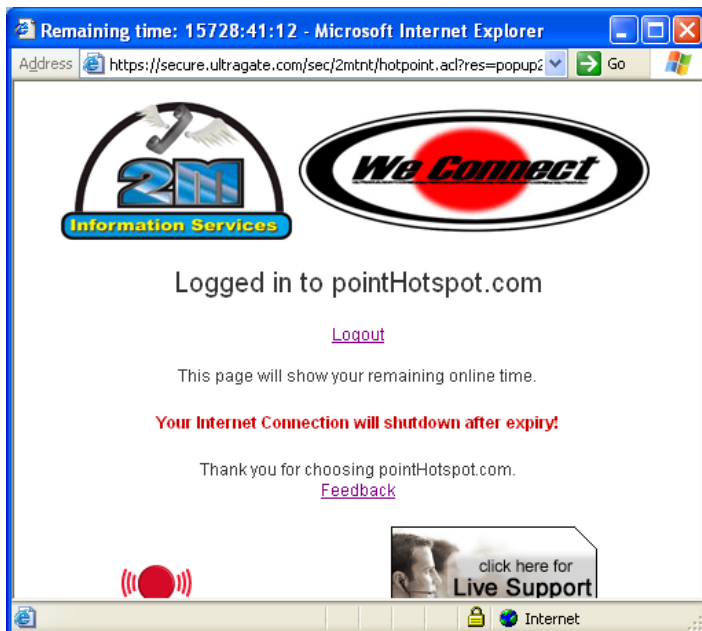 Remaining time: 15728:41:12 - Microsoft Internet Explorer
Address https://secure.ultragate.com/sec/2mtnt/hotpoint.acl?res=popup2 Go
2M
Information Services
We Connect
Logged in to pointHotspot.com
Logout
This page will show your remaining online time.
Your Internet Connection will shutdown after expiry!
Thank you for choosing pointHotspot.com.
Feedback
click here for
Live Support
Internet